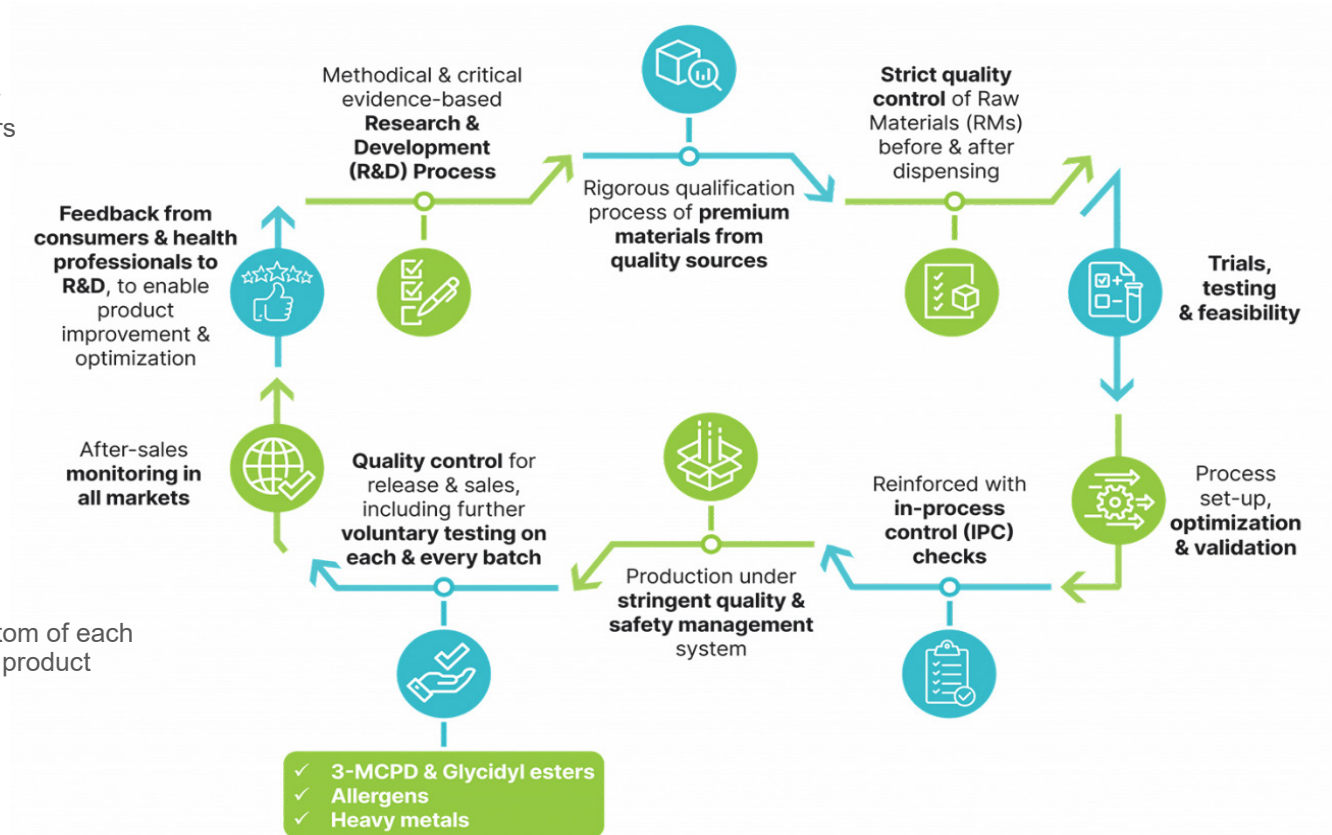 rs
Methodical & critical
evidence-based
Research &
Development
(R&D) Process
Rigorous qualification
process of premium
materials from
quality sources
Strict quality
control of Raw
Materials (RMs)
before & after
dispensing
Trials,
testing
& feasibility
Process
set-up,
optimization
& validation
Reinforced with
in-process
control (IPC)
checks
Production under
stringent quality &
safety management
system
Quality control for
release & sales,
including further
voluntary testing on
each & every batch
✓ 3-MCPD & Glycidyl esters
✓ Allergens
✓ Heavy metals
After-sales
monitoring in
all markets
Feedback from
consumers & health
professionals to
R&D, to enable
product
improvement &
optimization
tom of each
product